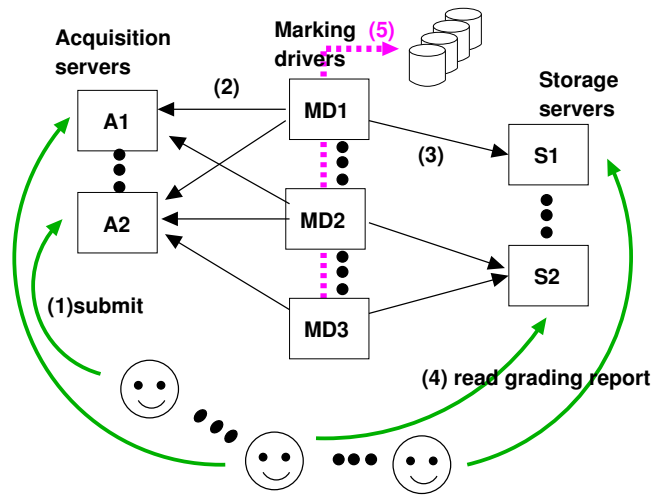 Acquisition
servers
Marking
drivers
(5)
Storage
servers
(2)
A1
MD1
(3)
S1
A2
MD2
S2
(1)submit
MD3
(4) read grading report